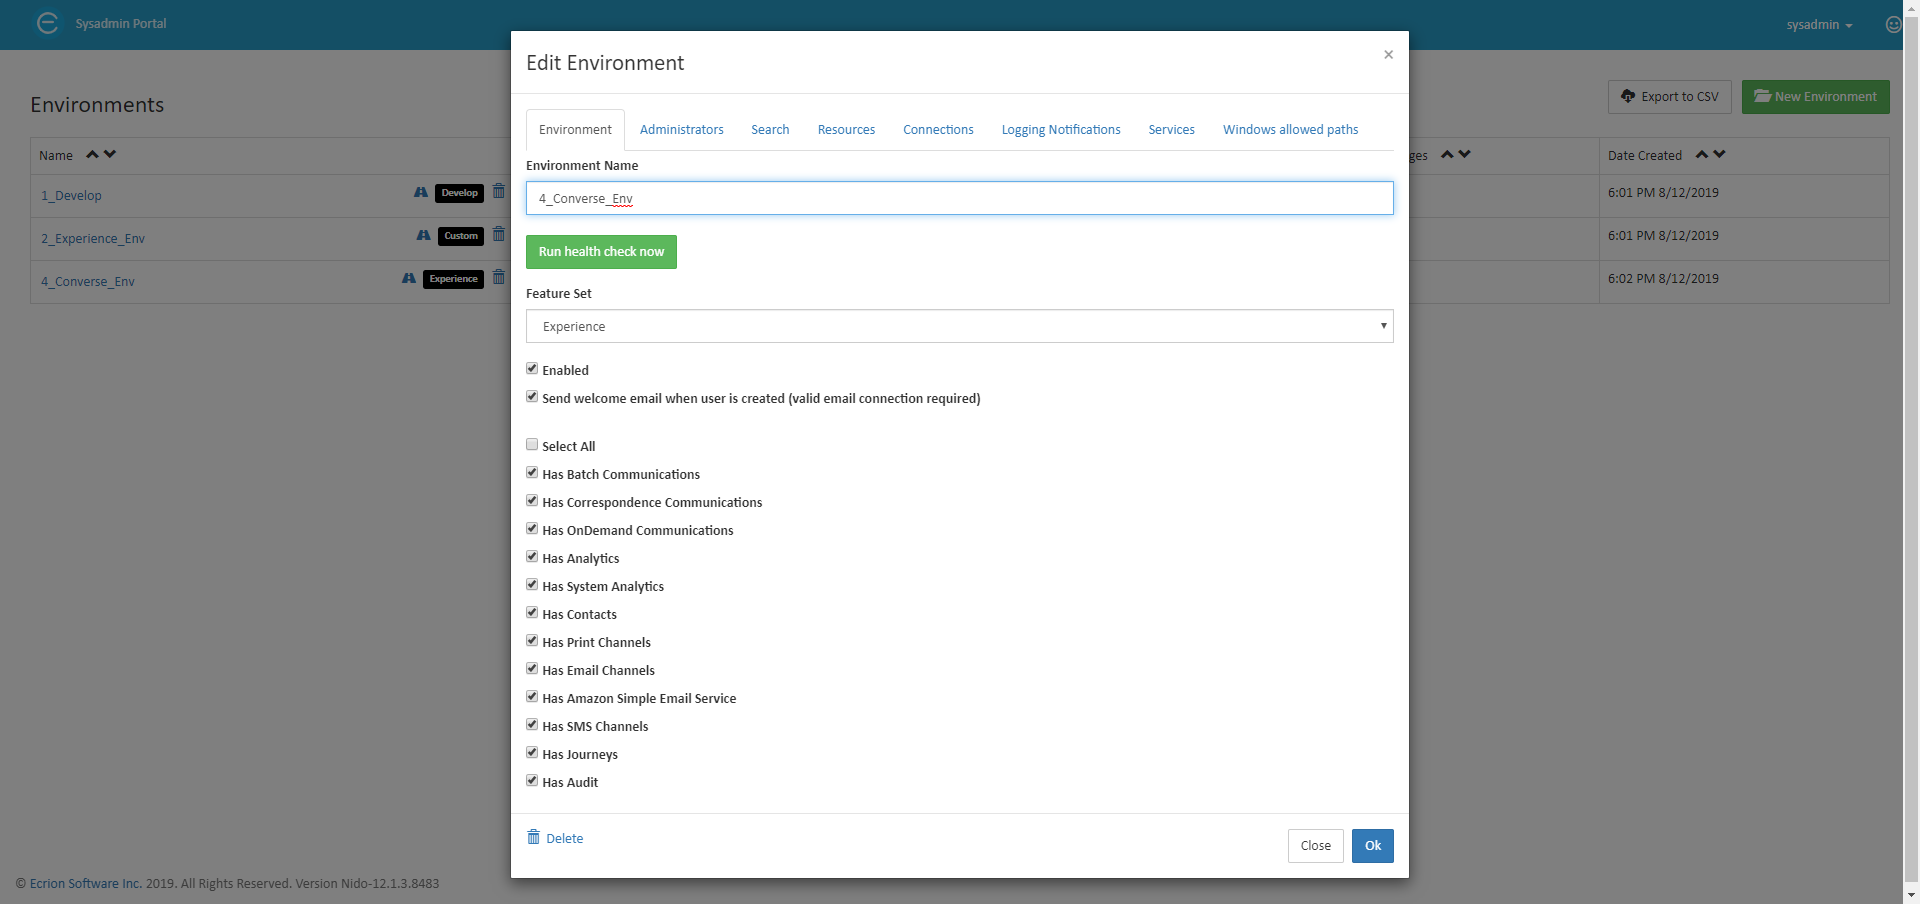 Sysadmin Portal
sysadmin
Edit Environment
×
Environments
Export to CSV
New Environment
Environment Administrators Search Resources Connections Logging Notifications Services Windows allowed paths
Name
ges
Date Created
Environment Name
1_Develop
Develop
6:01 PM 8/12/2019
4_Converse_Env
2_Experience_Env
Custom
6:01 PM 8/12/2019
Run health check now
4_Converse_Env
Experience
6:02 PM 8/12/2019
Feature Set
Experience
Enabled
Send welcome email when user is created (valid email connection required)
Select All
Has Batch Communications
Has Correspondence Communications
Has OnDemand Communications
Has Analytics
Has System Analytics
Has Contacts
Has Print Channels
Has Email Channels
Has Amazon Simple Email Service
Has SMS Channels
Has Journeys
Has Audit
Delete
Close
Ok
© Ecrion Software Inc. 2019. All Rights Reserved. Version Nido-12.1.3.8483